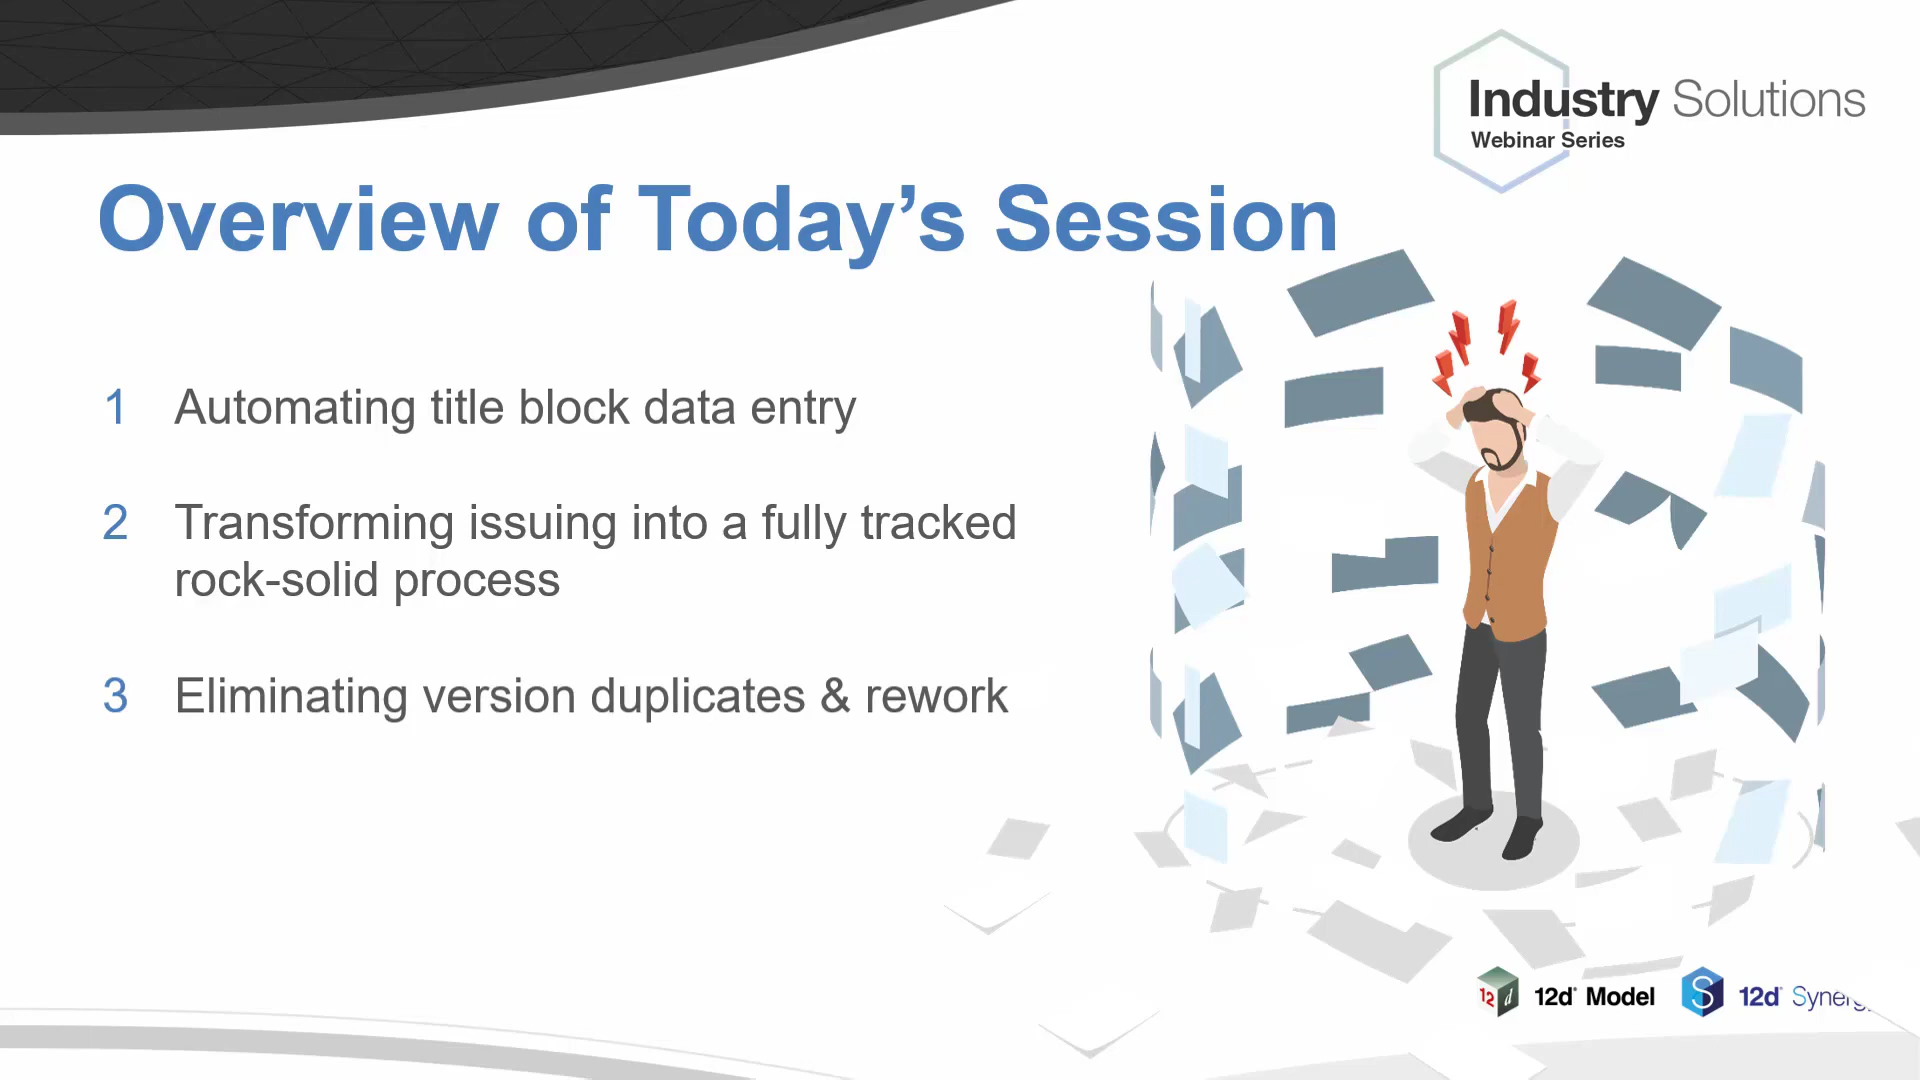 Industry Solutions
Webinar Series
Overview of Today’s Session
1 Automating title block data entry
2 Transforming issuing into a fully tracked
rock-solid process
3 Eliminating version duplicates & rework
12d Model
12d